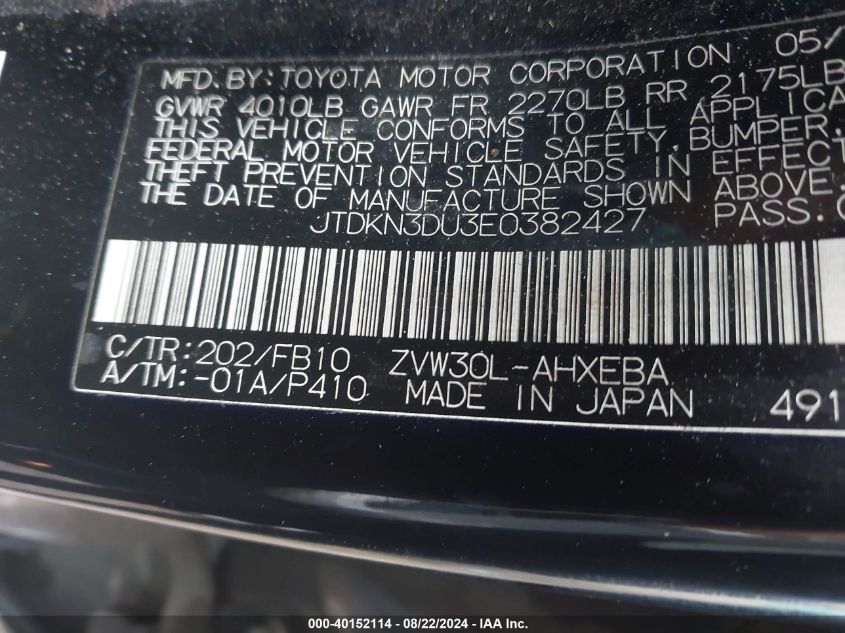 MFD. BY: TOYOTA MOTOR CORPORATION 05/
GVWR 4010LB GAWR FR 2270LB RR 2175LB
THIS VEHICLE CONFORMS TO ALL APPLICA
FEDERAL MOTOR VEHICLE SAFETY, BUMPER,
THEFT PREVENTION STANDARDS IN EFFECT
THE DATE OF MANUFACTURE SHOWN ABOVE.
JTDKN3DU3E0382427 PASS.
C/TR: 202/FB10 ZVW30L-AHXEBA
A/TM: -01A/P410 MADE IN JAPAN 491
000-40152114 - 08/22/2024 - IAAI Inc.